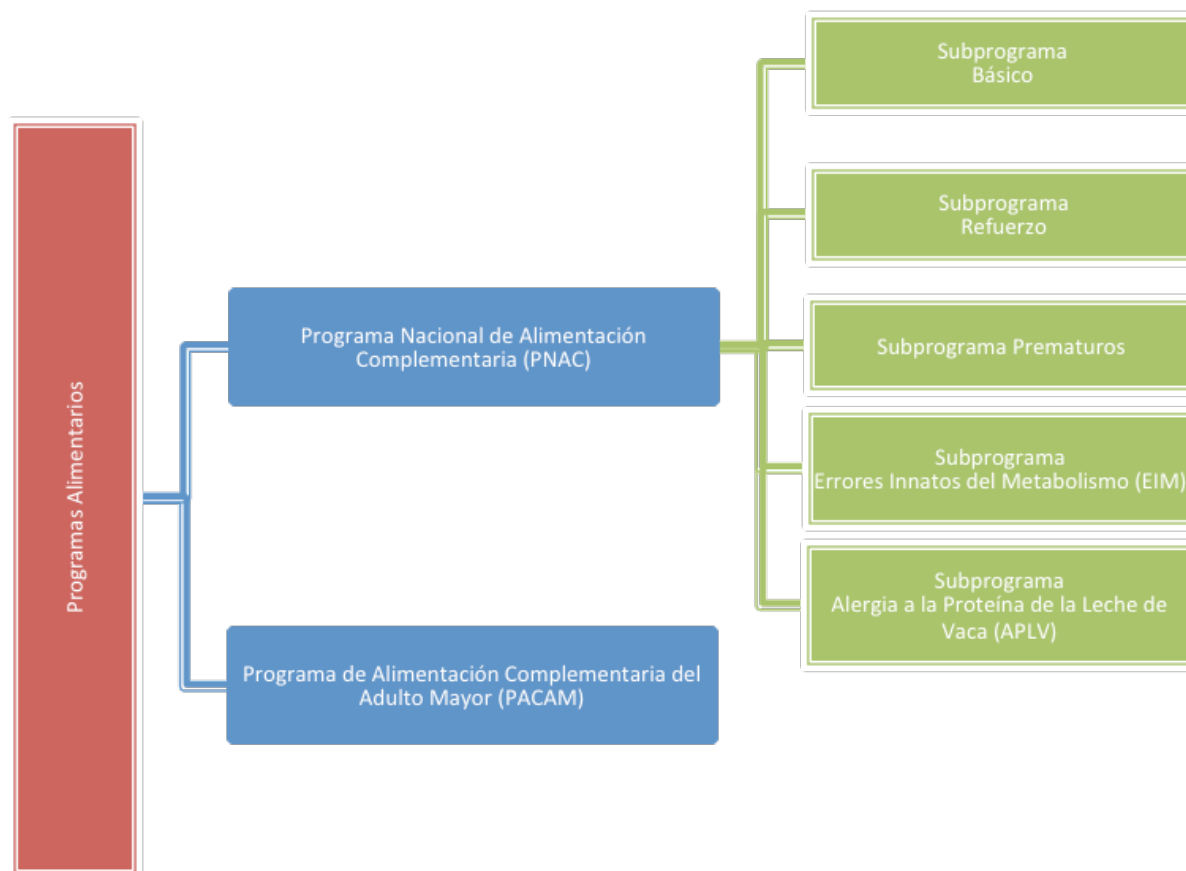 Programas Alimentarios
Programa Nacional de Alimentación
Complementaria (PNAC)
Programa de Alimentación Complementaria del
Adulto Mayor (PACAM)
Subprograma
Básico
Subprograma
Refuerzo
Subprograma Prematuros
Subprograma
Errores Innatos del Metabolismo (EIM)
Subprograma
Alergia a la Proteína de la Leche de
Vaca (APLV)